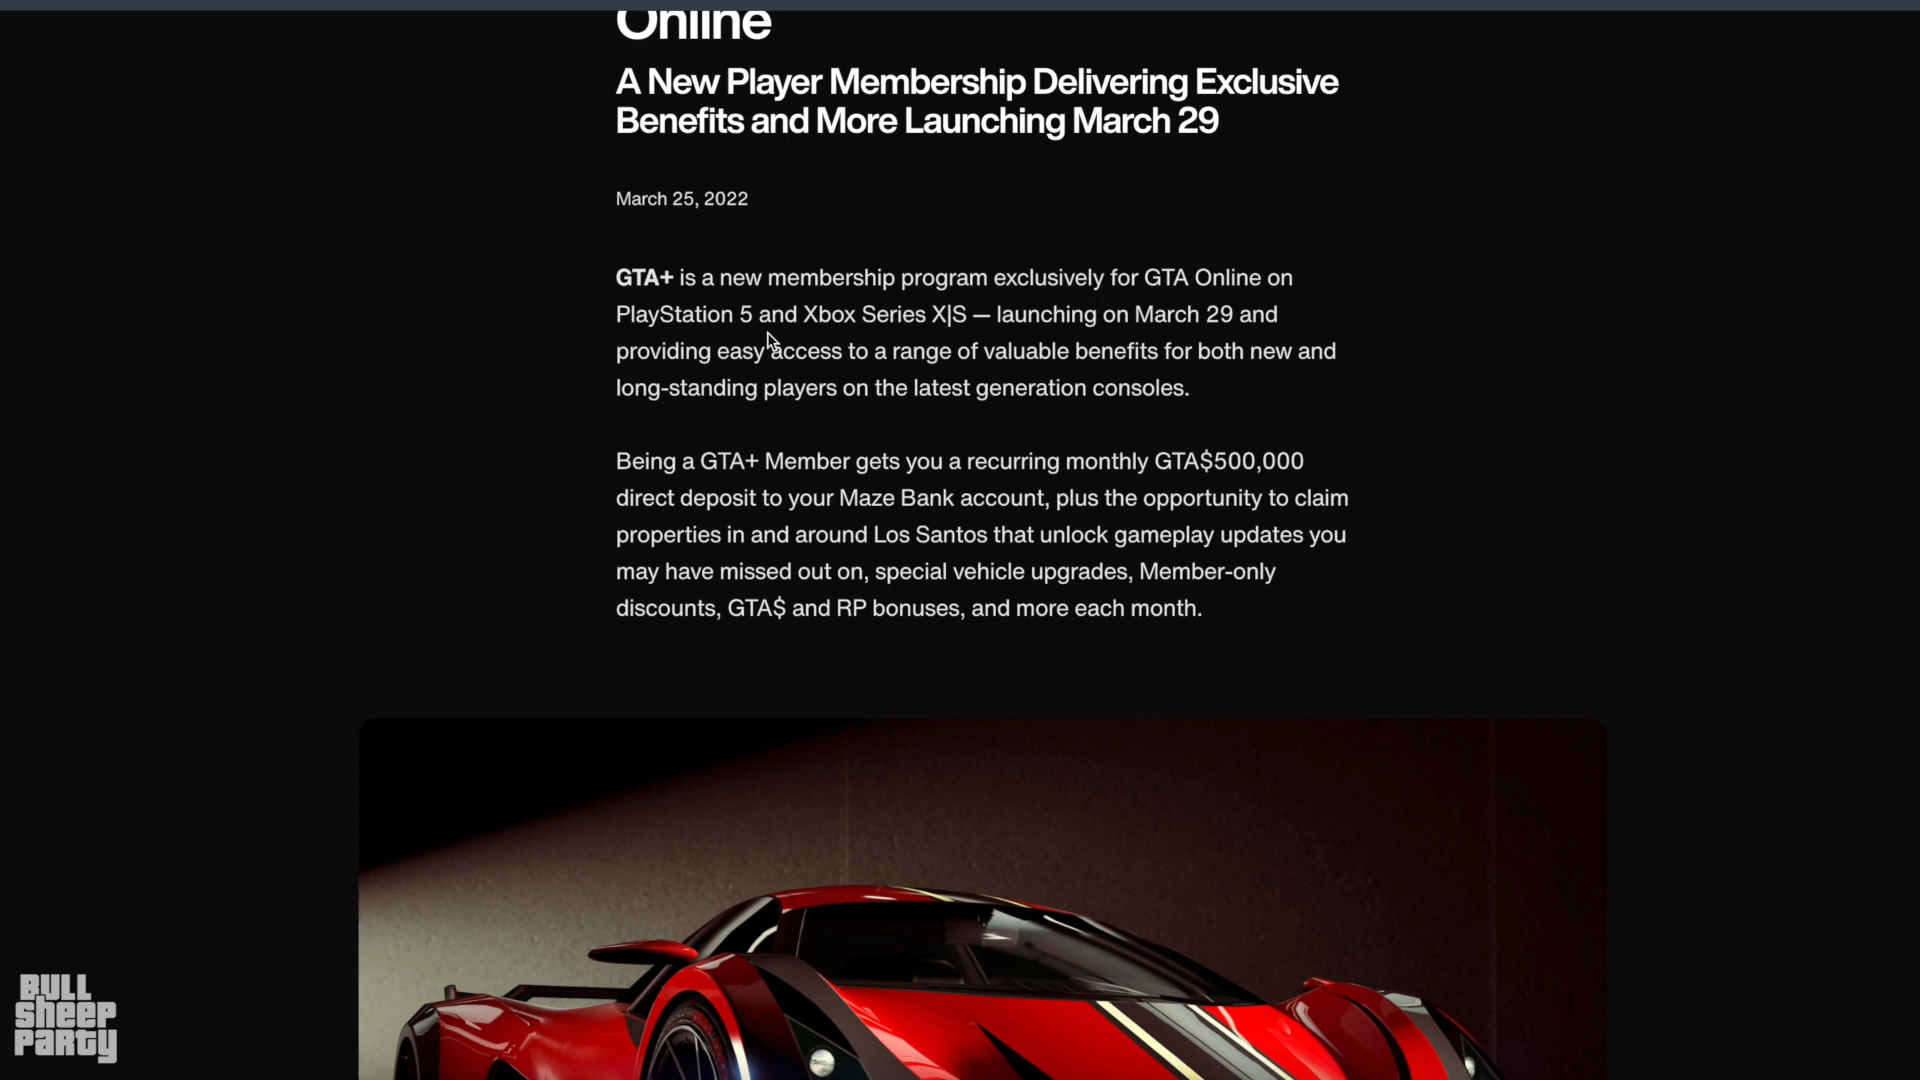 Online
A New Player Membership Delivering Exclusive
Benefits and More Launching March 29
March 25, 2022
GTA+ is a new membership program exclusively for GTA Online on
PlayStation 5 and Xbox Series X|S — launching on March 29 and
providing easy access to a range of valuable benefits for both new and
long-standing players on the latest generation consoles.
Being a GTA+ Member gets you a recurring monthly GTA$500,000
direct deposit to your Maze Bank account, plus the opportunity to claim
properties in and around Los Santos that unlock gameplay updates you
may have missed out on, special vehicle upgrades, Member-only
discounts, GTA$ and RP bonuses, and more each month.
BULL
sheep
PARTY